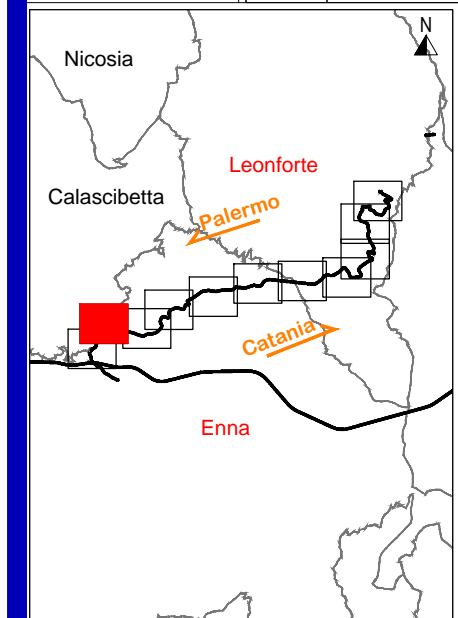 N
Nicosia
Leonforte
Calascibetta
Palermo
Catania
Enna